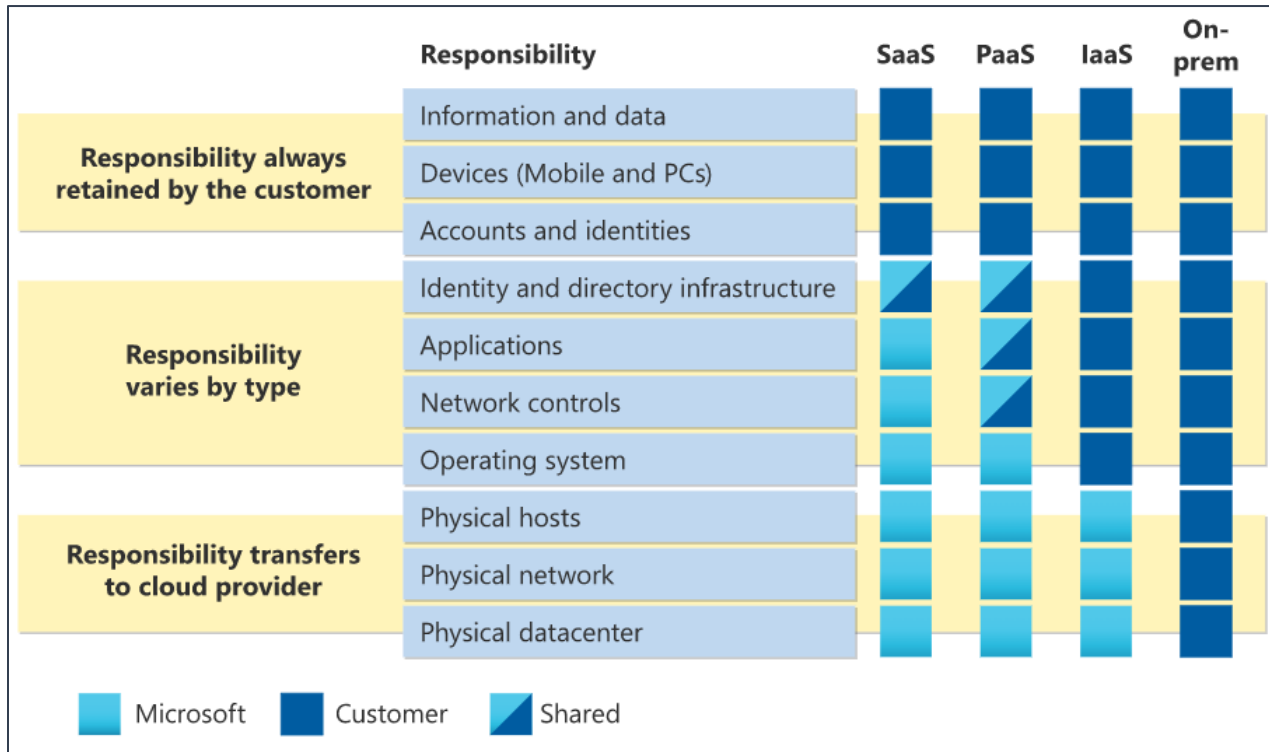 Responsibility SaaS PaaS IaaS On-
prem
Information and data
Responsibility always
retained by the customer
Devices (Mobile and PCs)
Accounts and identities
Identity and directory infrastructure
Responsibility
varies by type
Applications
Network controls
Operating system
Physical hosts
Responsibility transfers
to cloud provider
Physical network
Physical datacenter
Microsoft Customer Shared